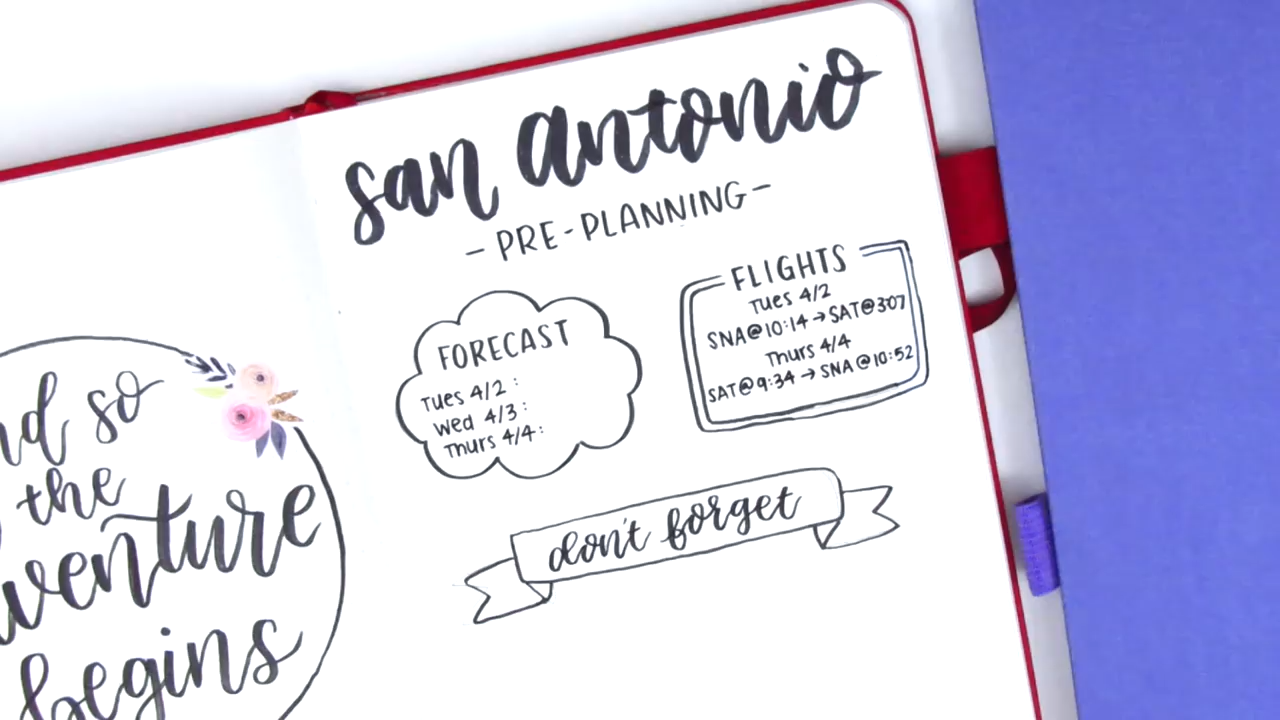 nd so
the
venture
begins
san antonio
- PRE-PLANNING -
FORECAST
Tues 4/2 :
Wed 4/3 :
Thurs 4/4:
FLIGHTS
Tues 4/2
SNA@10:14→SAT@307
Thurs 4/4
SAT@9:34→SNA@10:52
don't forget